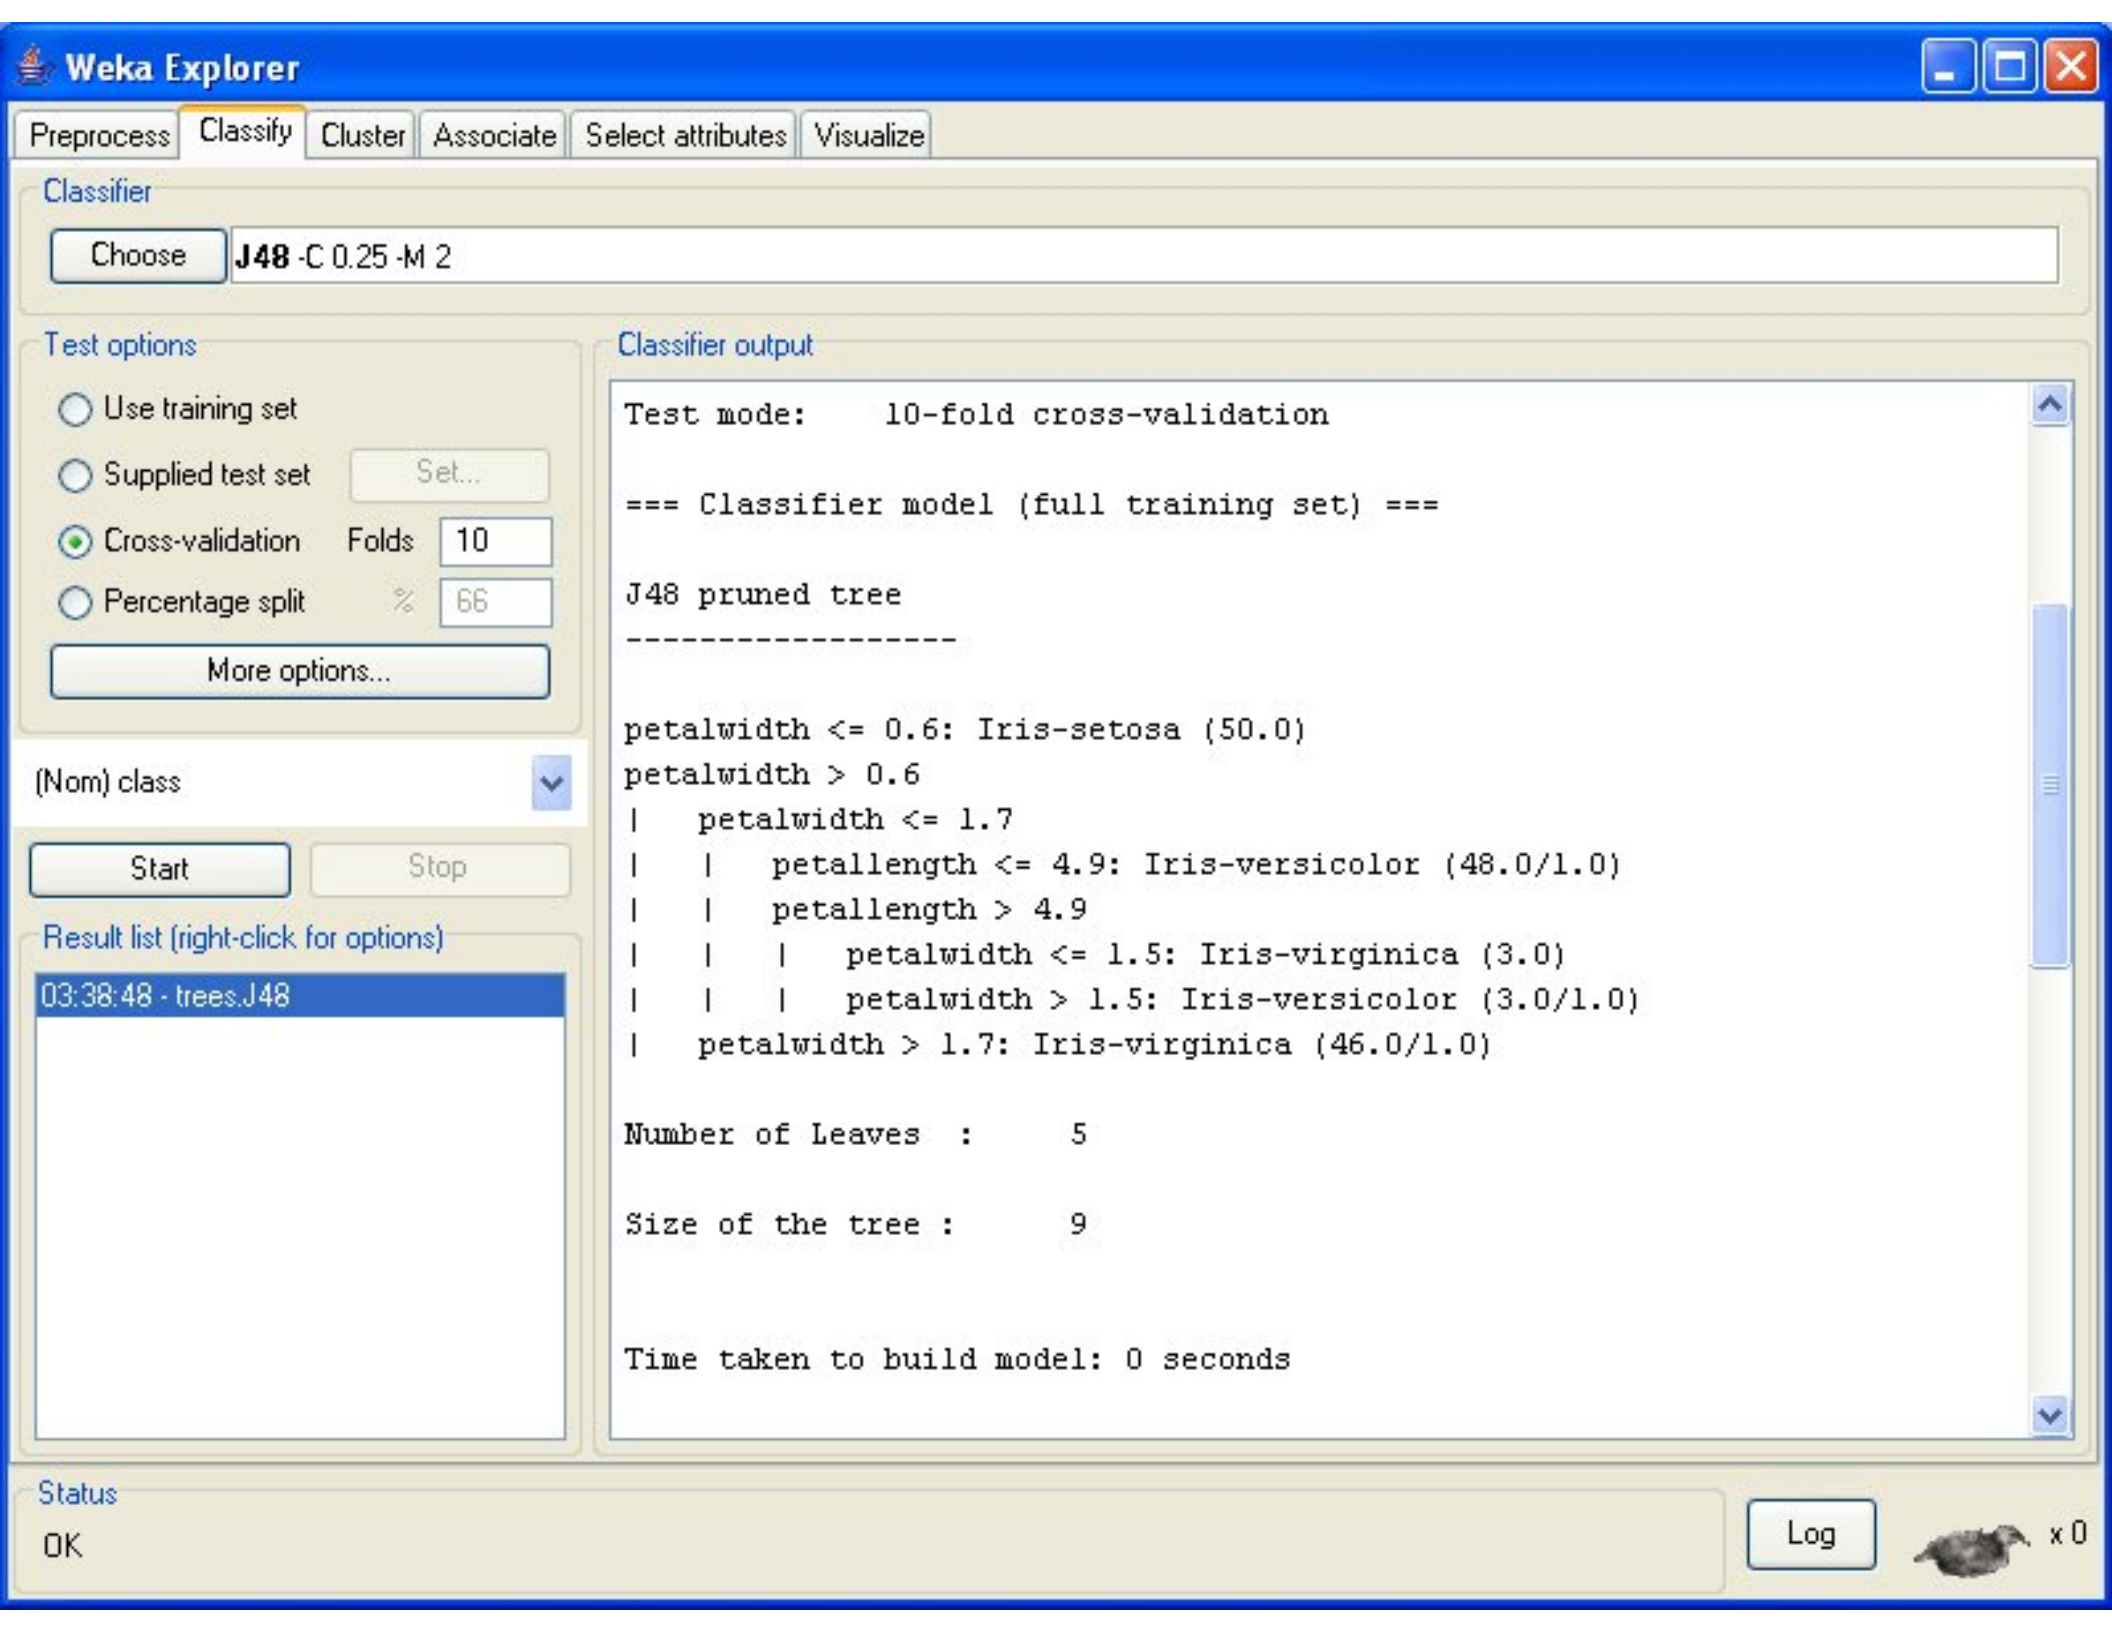 Weka Explorer
Preprocess Classify Cluster Associate Select attributes Visualize
Classifier
Choose J48 -C 0.25 -M 2
Test options
Use training set
Supplied test set Set...
Cross-validation Folds 10
Percentage split % 66
More options...
(Nom) class
Start Stop
Result list (right-click for options)
03:38:48 - trees.J48
Classifier output
Test mode:    10-fold cross-validation
=== Classifier model (full training set) ===
J48 pruned tree
------------------
petalwidth <= 0.6: Iris-setosa (50.0)
petalwidth > 0.6
|   petalwidth <= 1.7
|   |   petallength <= 4.9: Iris-versicolor (48.0/1.0)
|   |   petallength > 4.9
|   |   |   petalwidth <= 1.5: Iris-virginica (3.0)
|   |   |   petalwidth > 1.5: Iris-versicolor (3.0/1.0)
|   petalwidth > 1.7: Iris-virginica (46.0/1.0)
Number of Leaves  :     5
Size of the tree :      9
Time taken to build model: 0 seconds
Status
OK
Log x 0